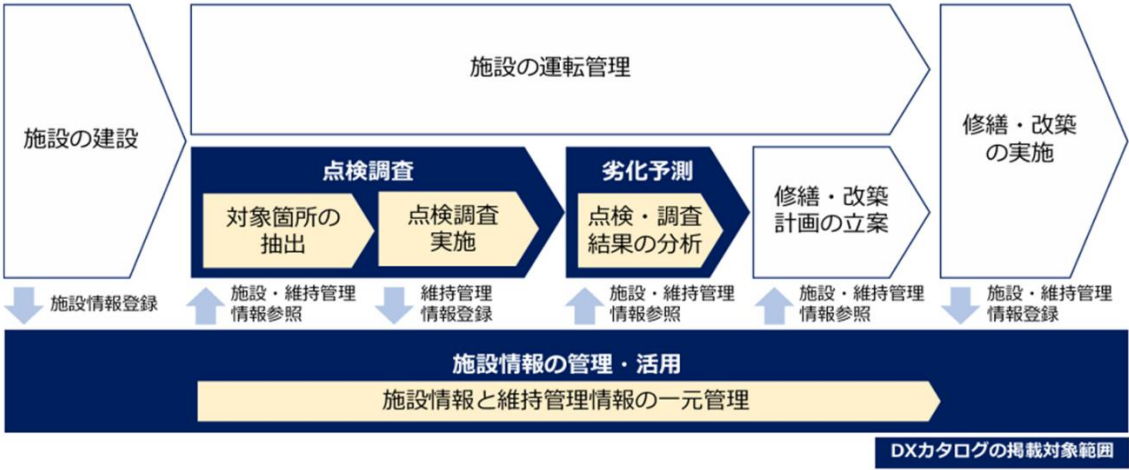 施設の建設
施設の運転管理
点検調査
対象箇所の
抽出
点検調査
実施
劣化予測
点検・調査
結果の分析
修繕・改築
計画の立案
修繕・改築
の実施
施設情報登録
施設・維持管理
情報参照
維持管理
情報登録
施設・維持管理
情報参照
施設・維持管理
情報参照
施設・維持管理
情報登録
施設情報の管理・活用
施設情報と維持管理情報の一元管理
DXカタログの掲載対象範囲